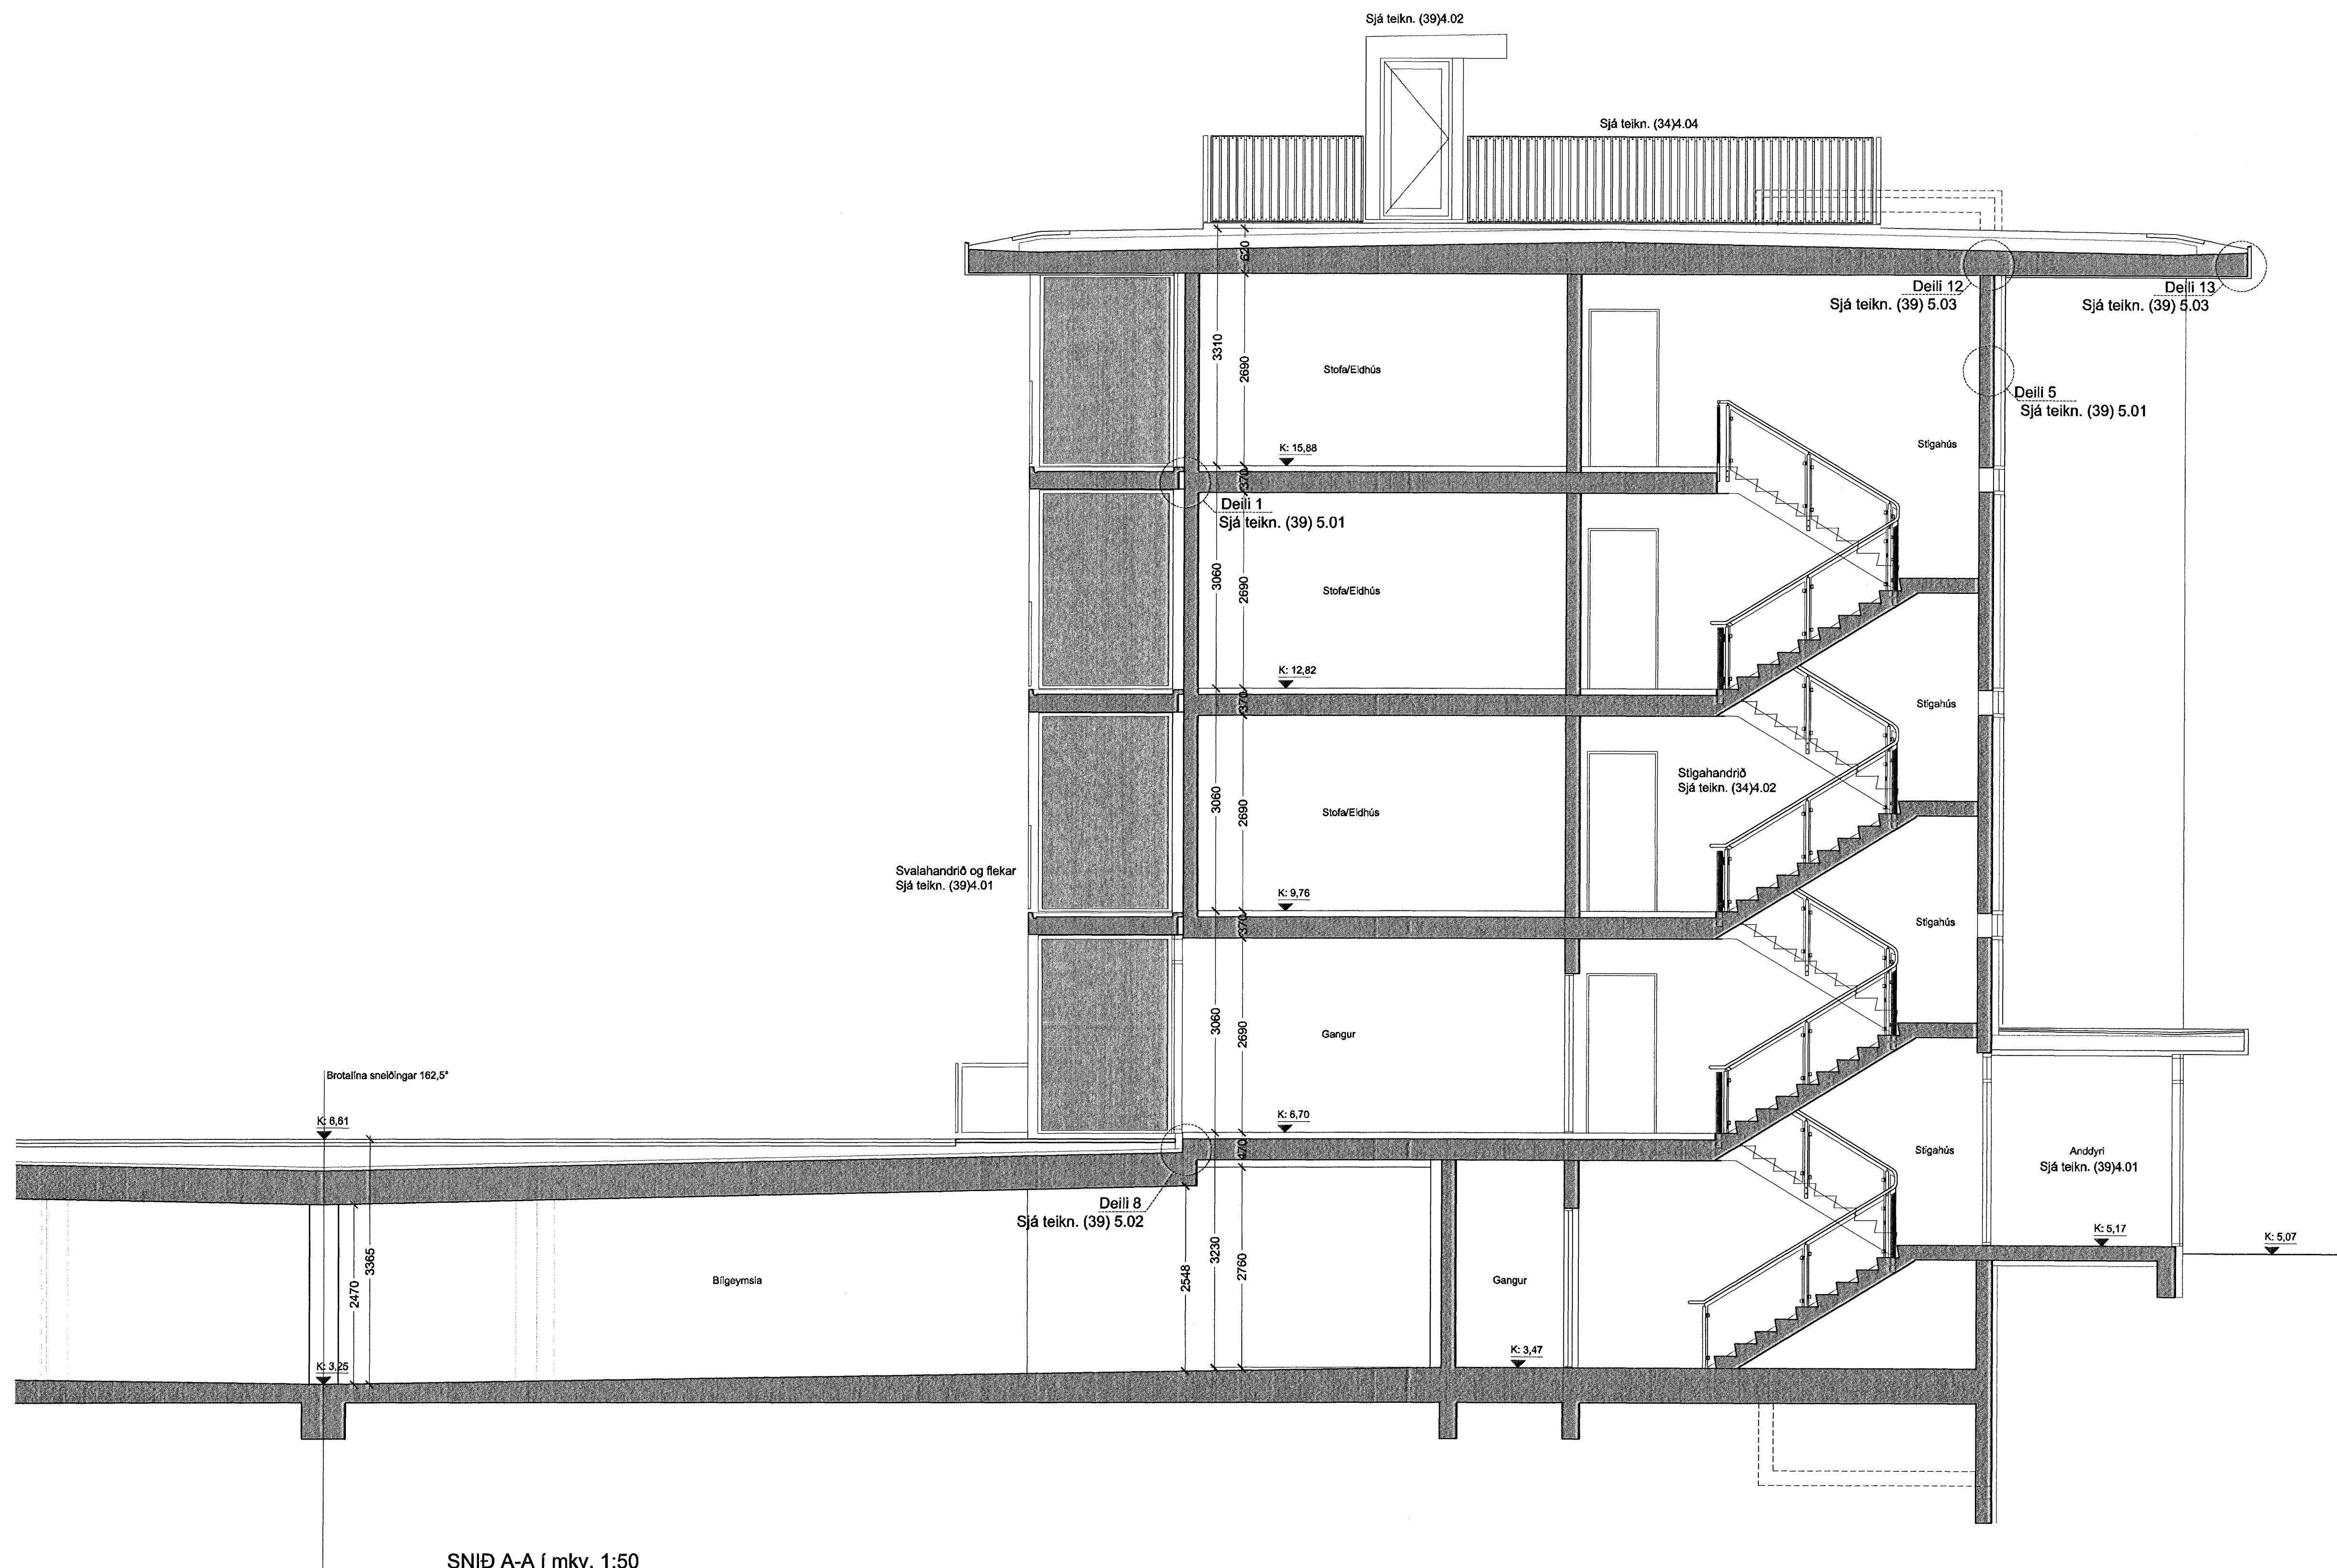 Sjá teikn. (39)4.02
Sjá teikn. (34)4.04
620
Deili 12
Sjá teikn. (39) 5.03
Deili 13
Sjá teikn. (39) 5.03
3310
2690
Stofa/Eldhús
Deili 5
Sjá teikn. (39) 5.01
Stigahús
K: 15,88
370
Deili 1
Sjá teikn. (39) 5.01
3060
2690
Stofa/Eldhús
K: 12,82
370
Stigahús
Stigahandrið
Sjá teikn. (34)4.02
3060
2690
Stofa/Eldhús
Svalahandrið og flekar
Sjá teikn. (39)4.01
K: 9,76
370
Stigahús
3060
2690
Gangur
Brotalína sneiðingar 162,5°
K: 6,61
K: 6,70
470
Stigahús
Anddyri
Sjá teikn. (39)4.01
Deili 8
Sjá teikn. (39) 5.02
K: 5,17
K: 5,07
2470
3365
Bílgeymsla
2548
3230
2760
Gangur
K: 3,25
K: 3,47
SNIÐ A-A í mkv. 1:50